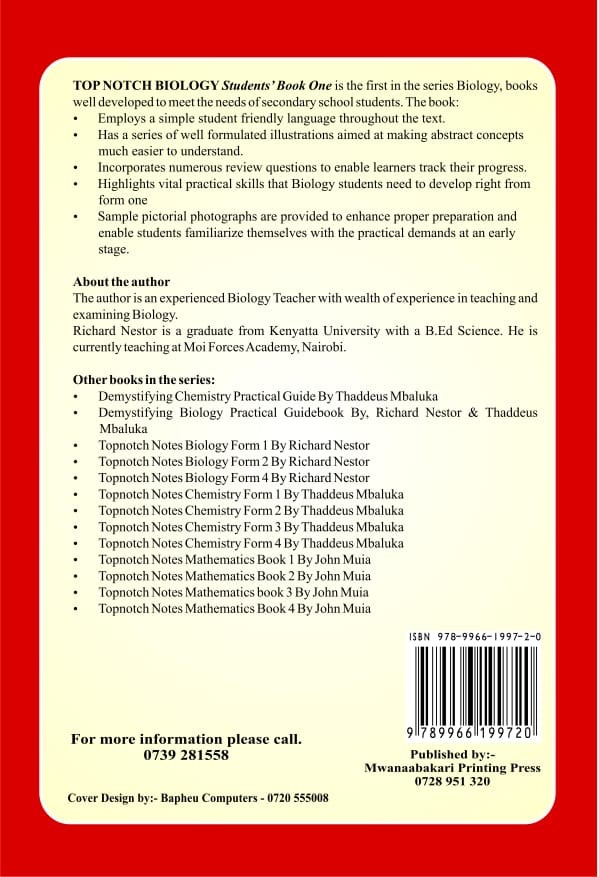 TOP NOTCH BIOLOGY Students' Book One is the first in the series Biology, books
well developed to meet the needs of secondary school students. The book:
• Employs a simple student friendly language throughout the text.
• Has a series of well formulated illustrations aimed at making abstract concepts
much easier to understand.
• Incorporates numerous review questions to enable learners track their progress.
• Highlights vital practical skills that Biology students need to develop right from
form one
• Sample pictorial photographs are provided to enhance proper preparation and
enable students familiarize themselves with the practical demands at an early
stage.
About the author
The author is an experienced Biology Teacher with wealth of experience in teaching and
examining Biology.
Richard Nestor is a graduate from Kenyatta University with a B.Ed Science. He is
currently teaching at Moi Forces Academy, Nairobi.
Other books in the series:
• Demystifying Chemistry Practical Guide By Thaddeus Mbaluka
• Demystifying Biology Practical Guidebook By, Richard Nestor & Thaddeus
Mbaluka
• Topnotch Notes Biology Form 1 By Richard Nestor
• Topnotch Notes Biology Form 2 By Richard Nestor
• Topnotch Notes Biology Form 4 By Richard Nestor
• Topnotch Notes Chemistry Form 1 By Thaddeus Mbaluka
• Topnotch Notes Chemistry Form 2 By Thaddeus Mbaluka
• Topnotch Notes Chemistry Form 3 By Thaddeus Mbaluka
• Topnotch Notes Chemistry Form 4 By Thaddeus Mbaluka
• Topnotch Notes Mathematics Book 1 By John Muia
• Topnotch Notes Mathematics Book 2 By John Muia
• Topnotch Notes Mathematics book 3 By John Muia
• Topnotch Notes Mathematics Book 4 By John Muia
ISBN 978-9966-1997-2-0
9 789966 199720
For more information please call.
0739 281558
Published by:-
Mwanaabakari Printing Press
0728 951 320
Cover Design by:- Bapheu Computers - 0720 555008